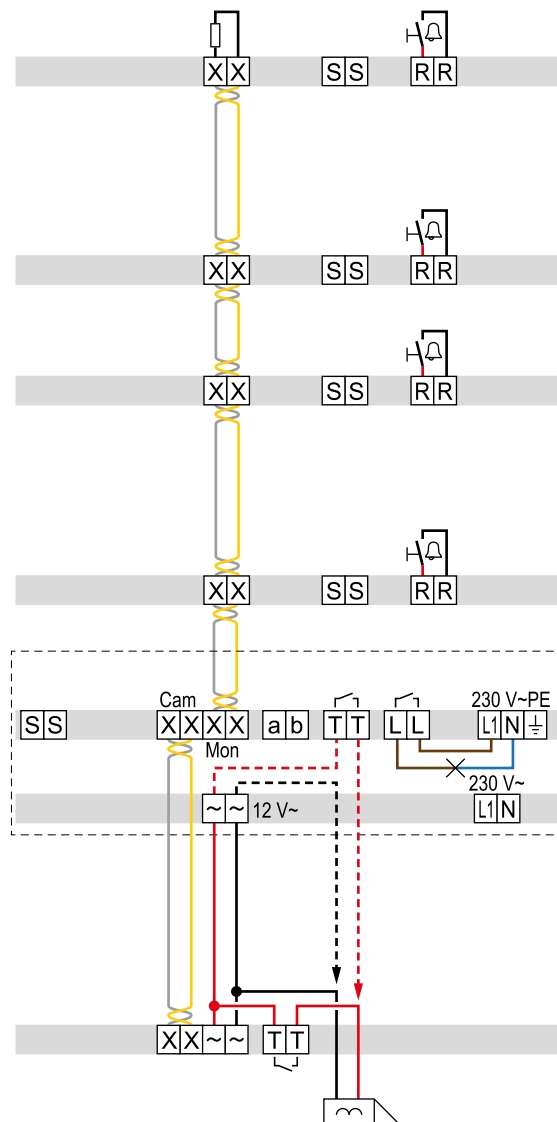 X X S S R R
X X S S R R
X X S S R R
X X S S R R
Cam 230 V~PE
S S X X X X a b T T L L L1 N ⏚
Mon
230 V~
~ ~ 12 V~ L1 N
X X ~ ~ T T